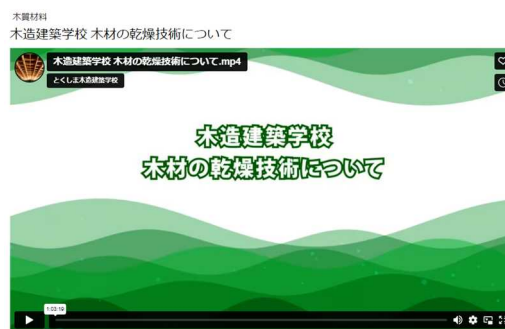 木質材料
木造建築学校 木材の乾燥技術について
木造建築学校 木材の乾燥技術について.mp4
とくしま木造建築学校
木造建築学校
木材の乾燥技術について
1:03:19